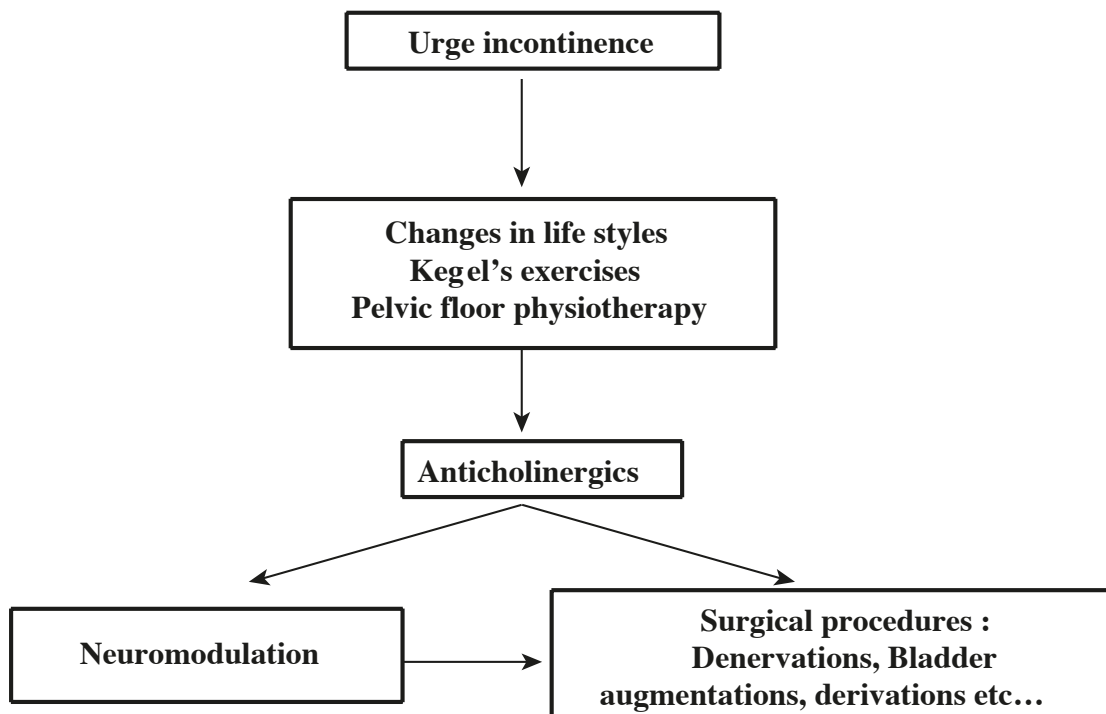 Urge incontinence
Changes in life styles
Kegel’s exercises
Pelvic floor physiotherapy
Anticholinergics
Neuromodulation
Surgical procedures :
Denervations, Bladder
augmentations, derivations etc…